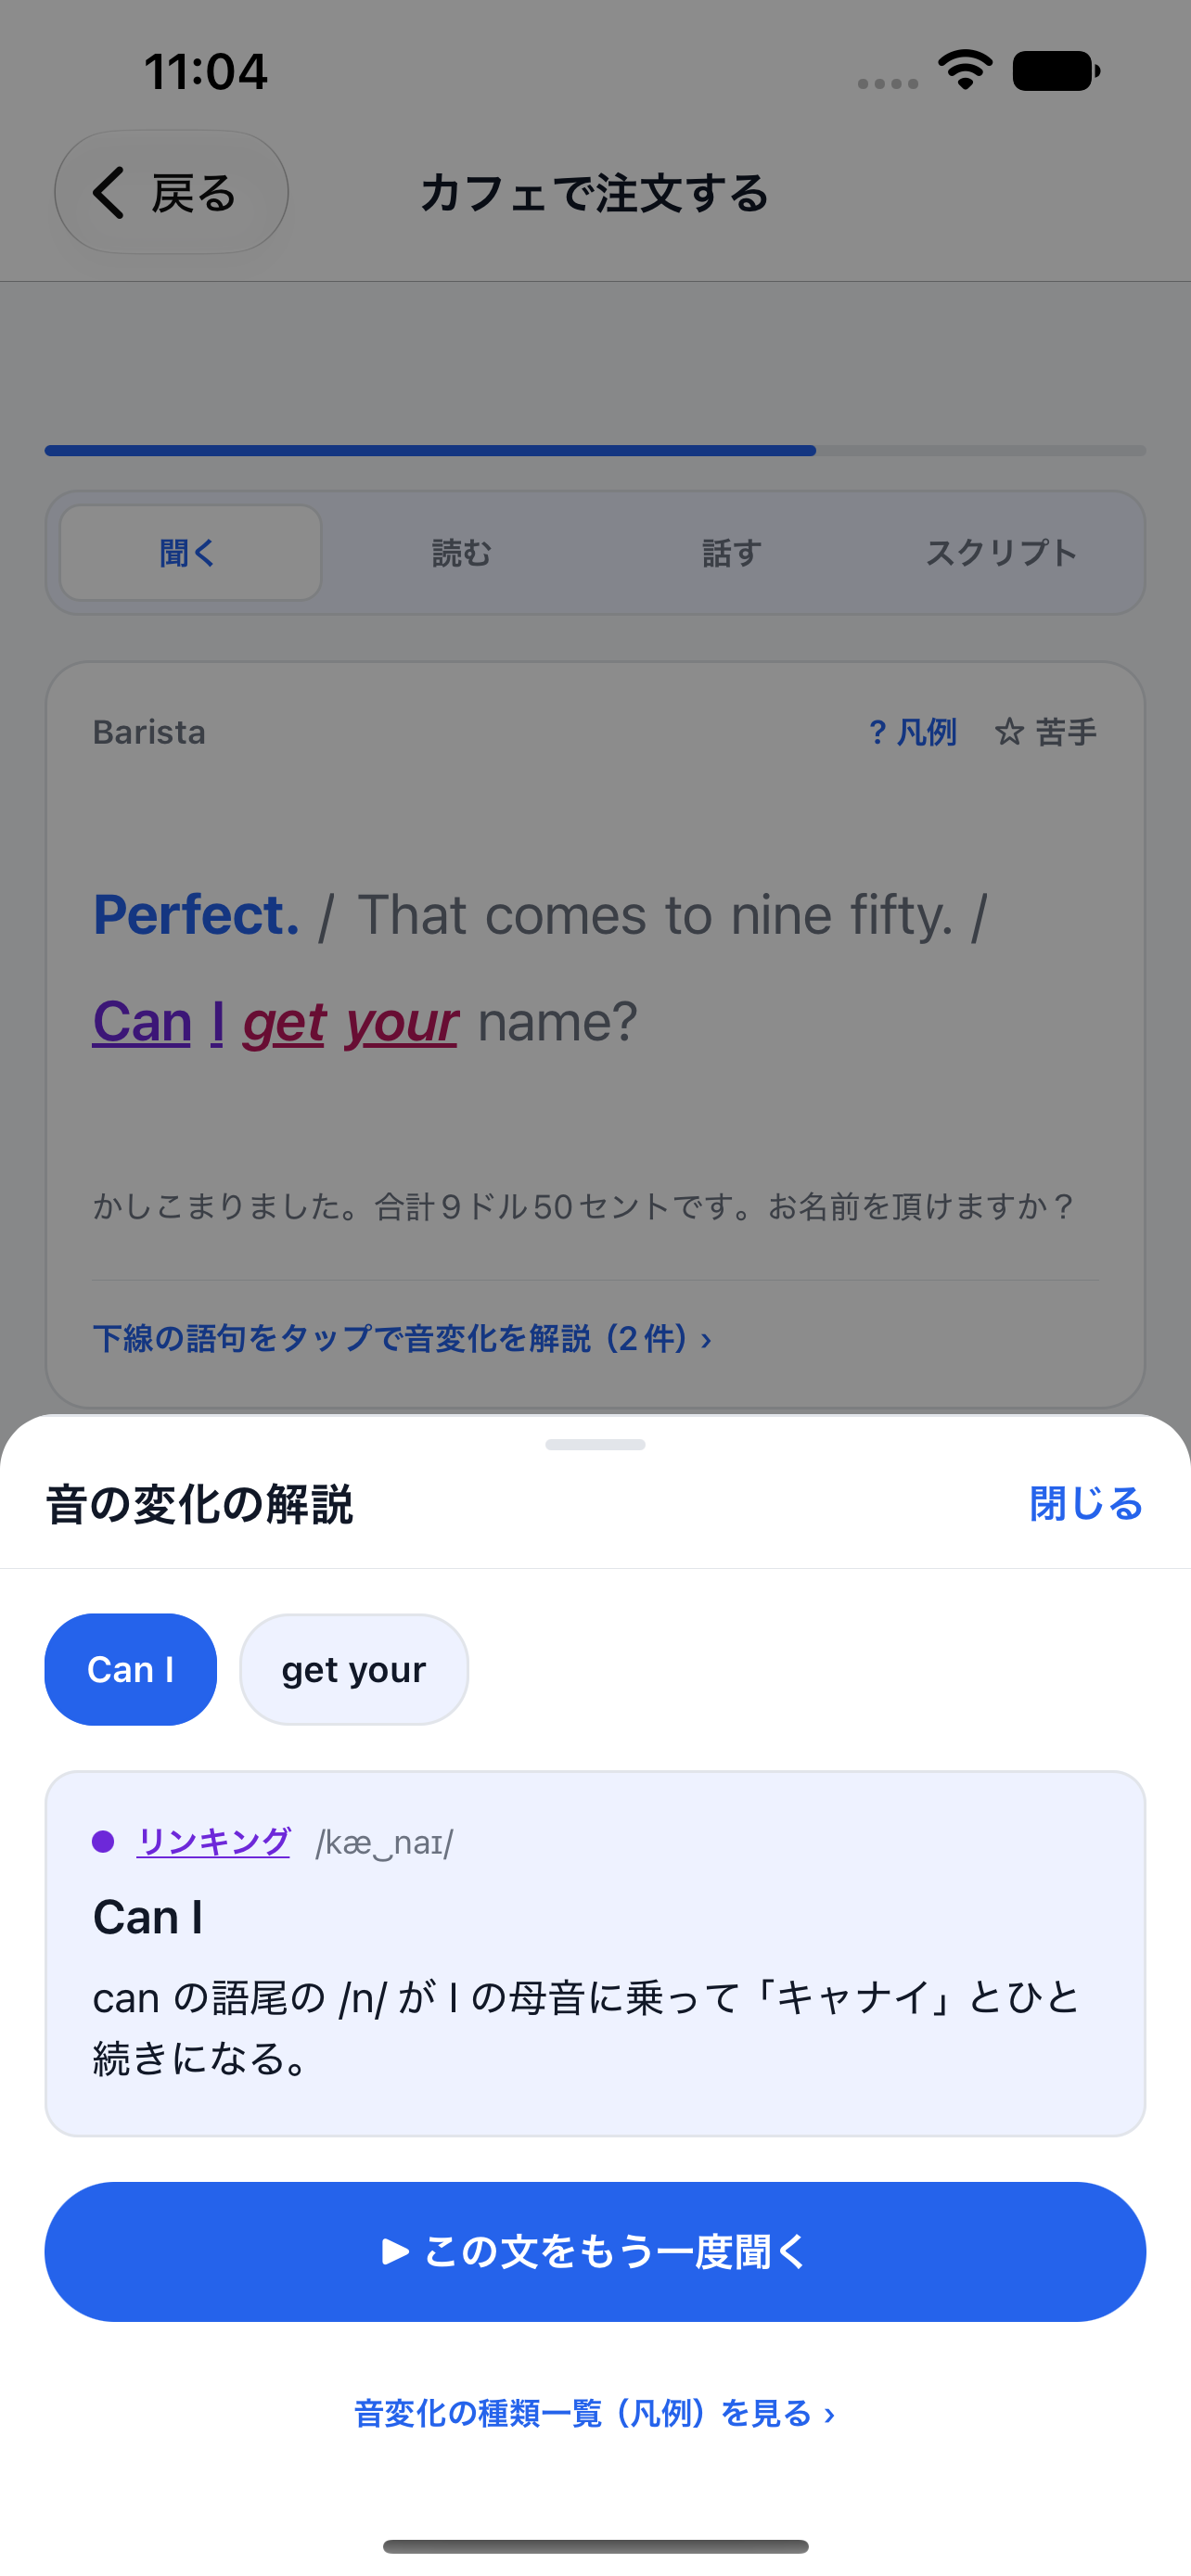 11:04
戻る
カフェで注文する
聞く 読む 話す スクリプト
Barista ? 凡例 ☆ 苦手
Perfect. / That comes to nine fifty. /
Can I get your name?
かしこまりました。合計9ドル50セントです。お名前を頂けますか？
下線の語句をタップで音変化を解説（2件）›
音の変化の解説 閉じる
Can I get your
リンキング /kæ‿naɪ/
Can I
can の語尾の /n/ が I の母音に乗って「キャナイ」とひと
続きになる。
▶ この文をもう一度聞く
音変化の種類一覧（凡例）を見る ›